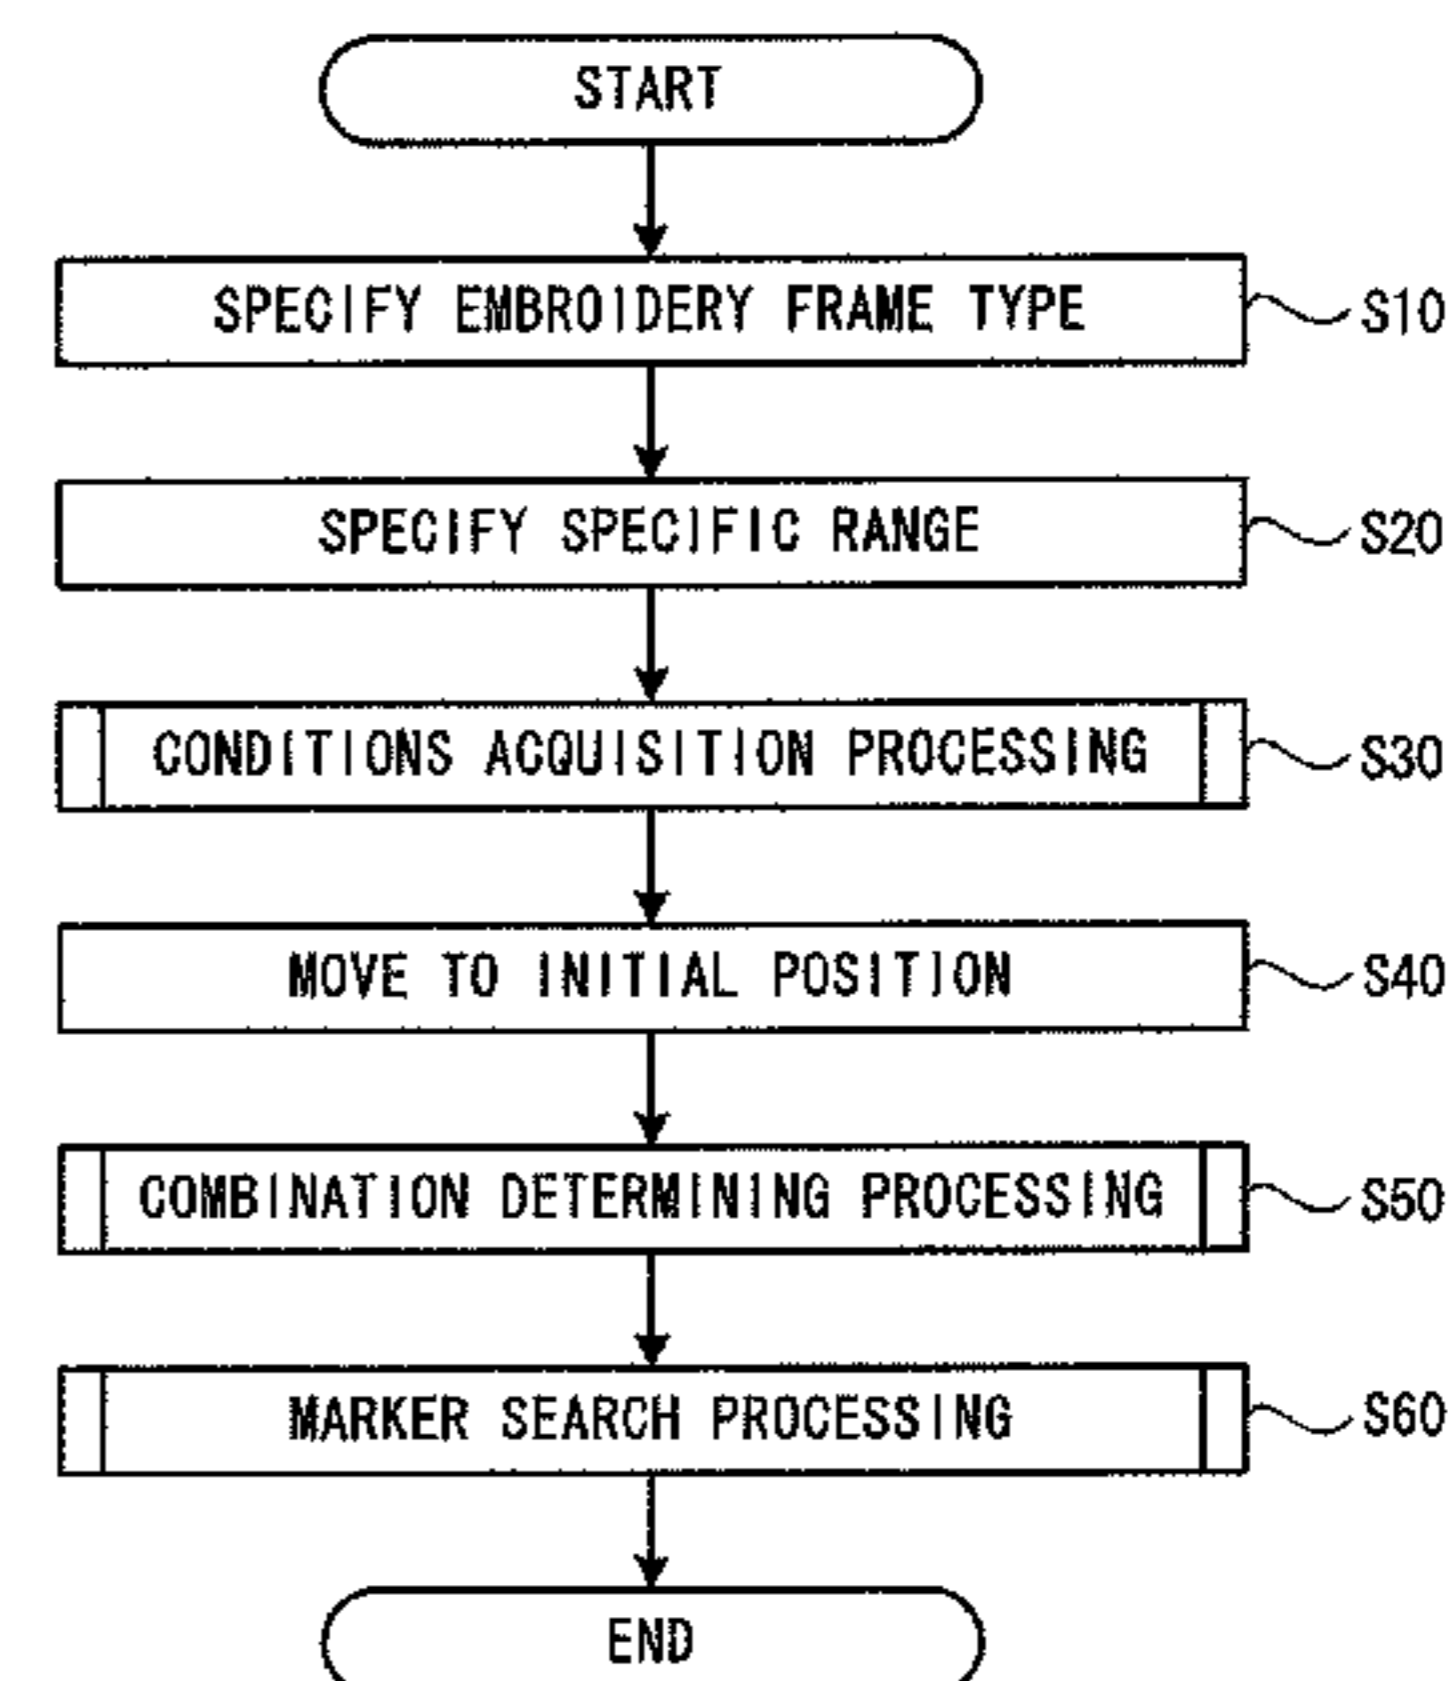 START
SPECIFY EMBROIDERY FRAME TYPE
S10
SPECIFY SPECIFIC RANGE
S20
CONDITIONS ACQUISITION PROCESSING
S30
MOVE TO INITIAL POSITION
S40
COMBINATION DETERMINING PROCESSING
S50
MARKER SEARCH PROCESSING
S60
END